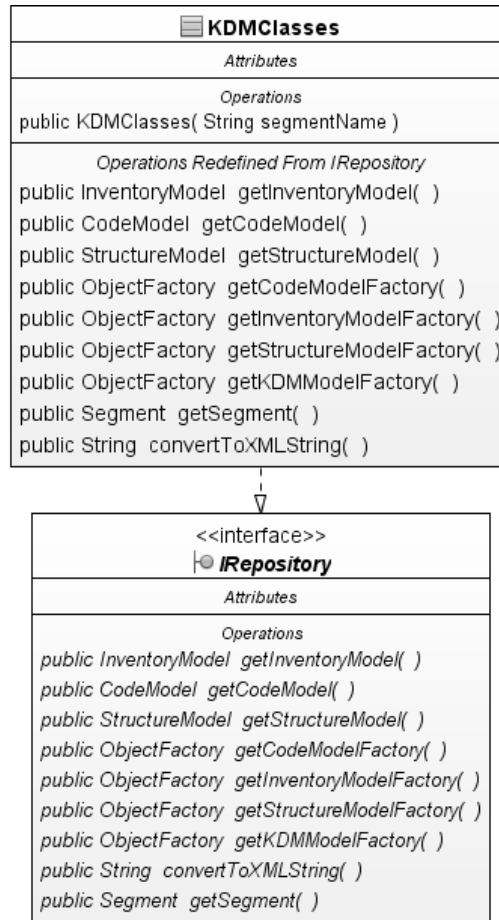 KDMClasses
Attributes
Operations
public KDMClasses( String segmentName )
Operations Redefined From IRepository
public InventoryModel getInventoryModel( )
public CodeModel getCodeModel( )
public StructureModel getStructureModel( )
public ObjectFactory getCodeModelFactory( )
public ObjectFactory getInventoryModelFactory( )
public ObjectFactory getStructureModelFactory( )
public ObjectFactory getKDMModelFactory( )
public Segment getSegment( )
public String convertToXMLString( )
<<interface>>
IRepository
Attributes
Operations
public InventoryModel getInventoryModel( )
public CodeModel getCodeModel( )
public StructureModel getStructureModel( )
public ObjectFactory getCodeModelFactory( )
public ObjectFactory getInventoryModelFactory( )
public ObjectFactory getStructureModelFactory( )
public ObjectFactory getKDMModelFactory( )
public String convertToXMLString( )
public Segment getSegment( )